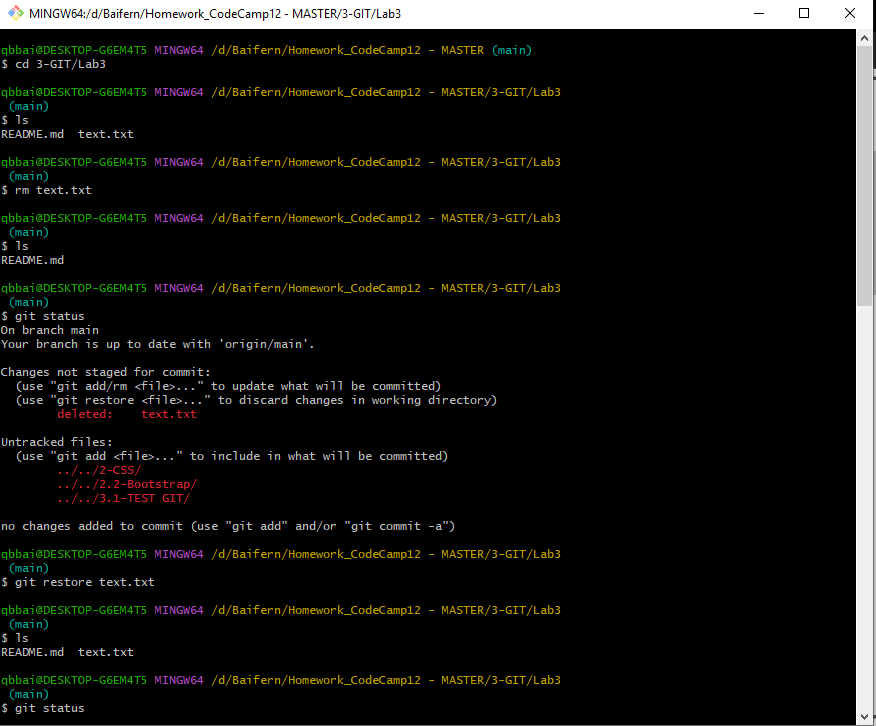 MINGW64:/d/Baifern/Homework_CodeCamp12 - MASTER/3-GIT/Lab3
qbbai@DESKTOP-G6EM4T5 MINGW64 /d/Baifern/Homework_CodeCamp12 - MASTER (main)
$ cd 3-GIT/Lab3
qbbai@DESKTOP-G6EM4T5 MINGW64 /d/Baifern/Homework_CodeCamp12 - MASTER/3-GIT/Lab3
(main)
$ ls
README.md  text.txt
qbbai@DESKTOP-G6EM4T5 MINGW64 /d/Baifern/Homework_CodeCamp12 - MASTER/3-GIT/Lab3
(main)
$ rm text.txt
qbbai@DESKTOP-G6EM4T5 MINGW64 /d/Baifern/Homework_CodeCamp12 - MASTER/3-GIT/Lab3
(main)
$ ls
README.md
qbbai@DESKTOP-G6EM4T5 MINGW64 /d/Baifern/Homework_CodeCamp12 - MASTER/3-GIT/Lab3
(main)
$ git status
On branch main
Your branch is up to date with 'origin/main'.
Changes not staged for commit:
(use "git add/rm <file>..." to update what will be committed)
(use "git restore <file>..." to discard changes in working directory)
deleted:    text.txt
Untracked files:
(use "git add <file>..." to include in what will be committed)
../../2-CSS/
../../2.2-Bootstrap/
../../3.1-TEST GIT/
no changes added to commit (use "git add" and/or "git commit -a")
qbbai@DESKTOP-G6EM4T5 MINGW64 /d/Baifern/Homework_CodeCamp12 - MASTER/3-GIT/Lab3
(main)
$ git restore text.txt
qbbai@DESKTOP-G6EM4T5 MINGW64 /d/Baifern/Homework_CodeCamp12 - MASTER/3-GIT/Lab3
(main)
$ ls
README.md  text.txt
qbbai@DESKTOP-G6EM4T5 MINGW64 /d/Baifern/Homework_CodeCamp12 - MASTER/3-GIT/Lab3
(main)
$ git status